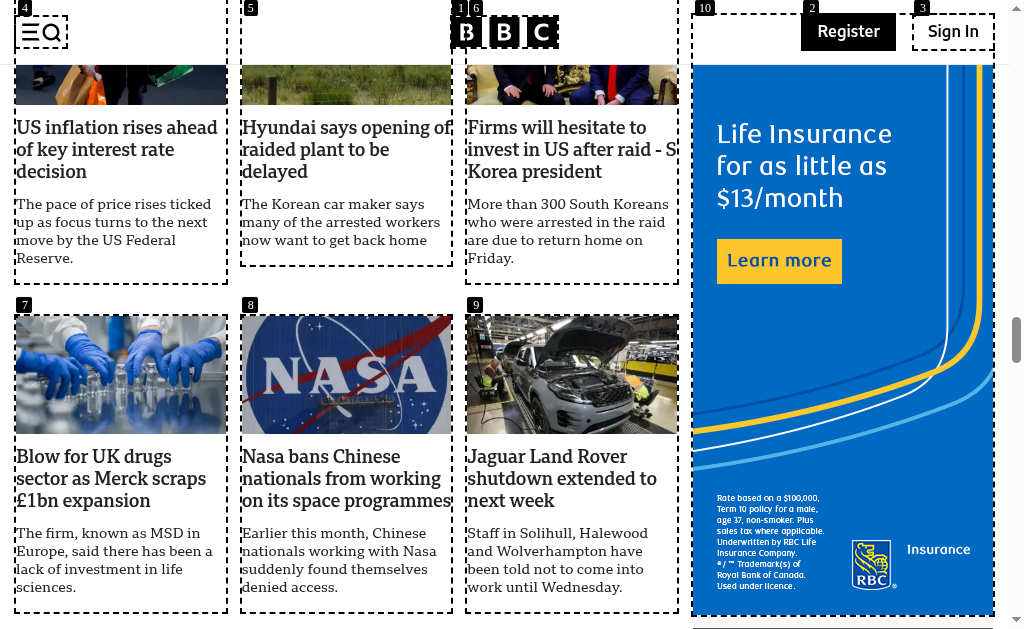 4
5
1
6
10
2
3
B B C
Register
Sign In
US inflation rises ahead
of key interest rate
decision
The pace of price rises ticked
up as focus turns to the next
move by the US Federal
Reserve.
Hyundai says opening of
raided plant to be
delayed
The Korean car maker says
many of the arrested workers
now want to get back home
Firms will hesitate to
invest in US after raid - S
Korea president
More than 300 South Koreans
who were arrested in the raid
are due to return home on
Friday.
Life Insurance
for as little as
$13/month
Learn more
7
8
9
NASA
Blow for UK drugs
sector as Merck scraps
£1bn expansion
The firm, known as MSD in
Europe, said there has been a
lack of investment in life
sciences.
Nasa bans Chinese
nationals from working
on its space programmes
Earlier this month, Chinese
nationals working with Nasa
suddenly found themselves
denied access.
Jaguar Land Rover
shutdown extended to
next week
Staff in Solihull, Halewood
and Wolverhampton have
been told not to come into
work until Wednesday.
Rate based on a $100,000,
Term 10 policy for a male,
age 37, non-smoker. Plus
sales tax where applicable.
Underwritten by RBC Life
Insurance Company.
® / ™ Trademark(s) of
Royal Bank of Canada.
Used under licence.
RBC
®
Insurance